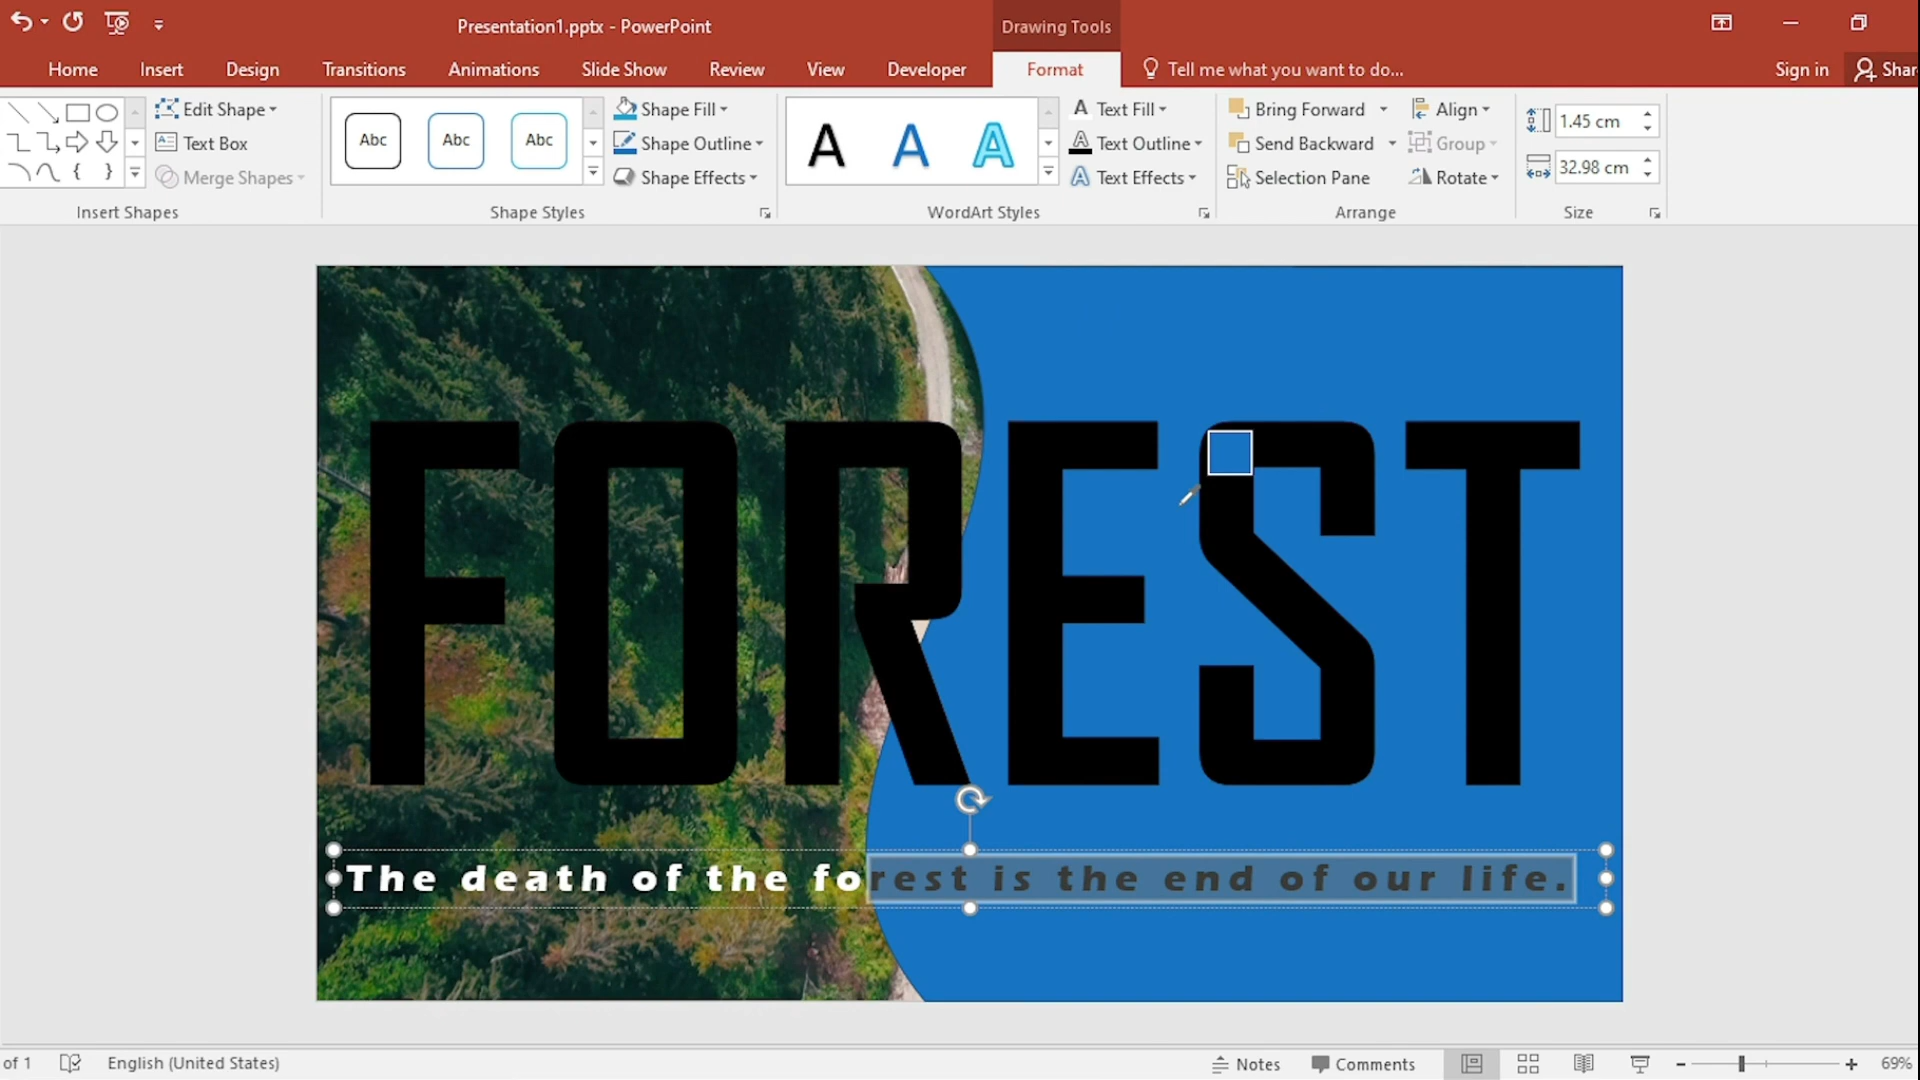 Presentation1.pptx - PowerPoint
Drawing Tools
Home Insert Design Transitions Animations Slide Show Review View Developer Format Tell me what you want to do... Sign in Shar
Edit Shape
Text Box
Merge Shapes
Insert Shapes
Abc Abc Abc
Shape Fill
Shape Outline
Shape Effects
Shape Styles
A A A
A Text Fill
A Text Outline
A Text Effects
WordArt Styles
Bring Forward
Send Backward
Selection Pane
Align
Group
Rotate
Arrange
1.45 cm
32.98 cm
Size
FOREST
The death of the forest is the end of our life.
of 1 English (United States) Notes Comments 69%